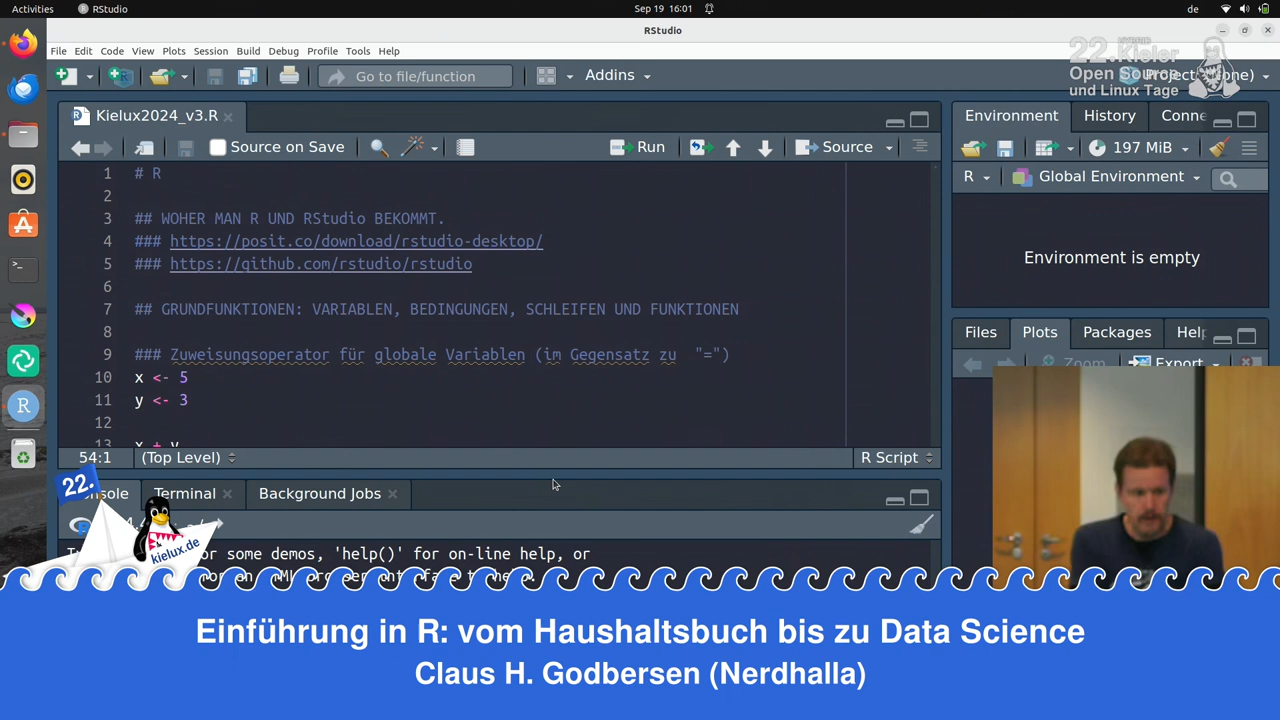 Activities
RStudio
Sep 19 16:01
de
RStudio
File Edit Code View Plots Session Build Debug Profile Tools Help
Go to file/function
Addins
22.Kieler
Open Source
und Linux Tage
HYBRID
Kielux2024_v3.R
Source on Save
Run
Source
1 # R
2
3 ## WOHER MAN R UND RStudio BEKOMMT.
4 ### https://posit.co/download/rstudio-desktop/
5 ### https://github.com/rstudio/rstudio
6
7 ## GRUNDFUNKTIONEN: VARIABLEN, BEDINGUNGEN, SCHLEIFEN UND FUNKTIONEN
8
9 ### Zuweisungsoperator für globale Variablen (im Gegensatz zu "=")
10 x <- 5
11 y <- 3
12
13 x + y
54:1
(Top Level)
R Script
Environment
History
Conne
197 MiB
R
Global Environment
Environment is empty
Files
Plots
Packages
Help
Zoom
Export
Terminal
Background Jobs
for some demos, 'help()' for on-line help, or
22.
kielux.de
Einführung in R: vom Haushaltsbuch bis zu Data Science
Claus H. Godbersen (Nerdhalla)